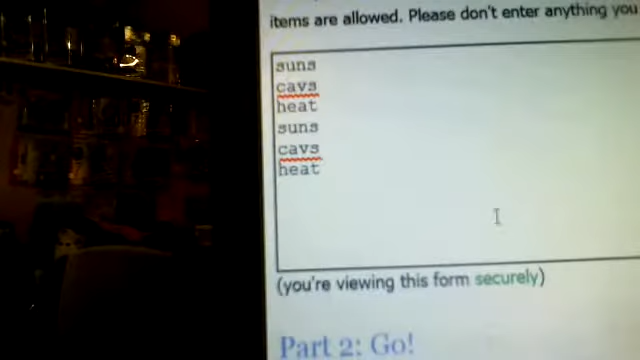 items are allowed. Please don't enter anything you
suns
cavs
heat
suns
cavs
heat
(you're viewing this form securely)
Part 2: Go!